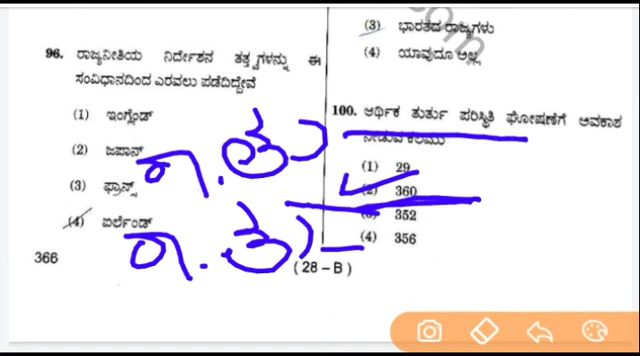 96. ರಾಜ್ಯನೀತಿಯ ನಿರ್ದೇಶನ ತತ್ತ್ವಗಳನ್ನು ಈ
ಸಂವಿಧಾನದಿಂದ ಎರವಲು ಪಡೆದಿದ್ದೇವೆ
(1) ಇಂಗ್ಲೆಂಡ್
(2) ಜಪಾನ್
(3) ಫ್ರಾನ್ಸ್
(4) ಐರ್ಲೆಂಡ್
366
(3) ಭಾರತದ ರಾಜ್ಯಗಳು
(4) ಯಾವುದೂ ಅಲ್ಲ
100. ಆರ್ಥಿಕ ತುರ್ತು ಪರಿಸ್ಥಿತಿ ಘೋಷಣೆಗೆ ಅವಕಾಶ
ನೀಡುವ ಕಲಮು
(1) 29
(2) 360
(3) 352
(4) 356
(28 – B)